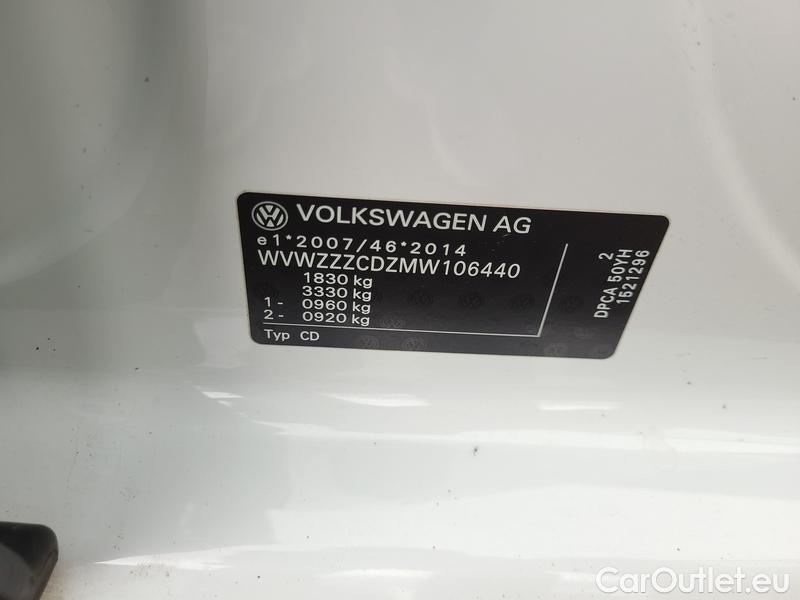 VOLKSWAGEN AG
e1*2007/46*2014
WVWZZZCDZMW106440
1830 kg
3330 kg
1- 0960 kg
2- 0920 kg
Typ CD
2
DPCA 50YH
1521296
CarOutlet.eu